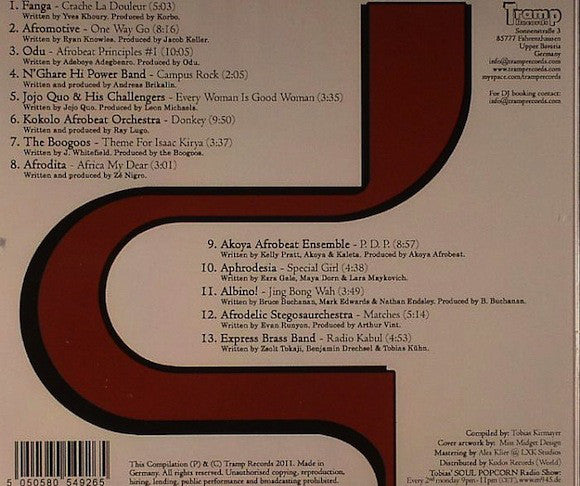 1. Fanga - Crache La Douleur (5:03)
Written by Yves Khoury. Produced by Korbo.
2. Afromotive - One Way Go (8:16)
Written by Ryan Knowles. Produced by Jacob Keller.
3. Odu - Afrobeat Principles #1 (10:05)
Written by Adeboye Adegbenro. Produced by Odu.
4. N'Ghare Hi Power Band - Campus Rock (2:05)
Written and produced by Andreas Brikalin.
5. Jojo Quo & His Challengers - Every Woman Is Good Woman (3:35)
Written by Jojo Quo. Produced by Leon Michaels.
6. Kokolo Afrobeat Orchestra - Donkey (9:50)
Written and produced by Ray Lugo.
7. The Boogoos - Theme For Isaac Kirya (3:37)
Written by J. Whitefield. Produced by the Boogoos.
8. Afrodita - Africa My Dear (3:01)
Written and produced by Zé Nigro.
Tramp
Records
Sonnenstraße 3
85777 Fahrenzhausen
Upper Bavaria
Germany
info@tramprecords.com
www.tramprecords.com
myspace.com/tramprecords
For DJ booking contact:
info@tramprecords.com
9. Akoya Afrobeat Ensemble - P. D. P. (8:57)
Written by Kelly Pratt, Akoya & Kaleta. Produced by Akoya Afrobeat.
10. Aphrodesia - Special Girl (4:38)
Written by Ezra Gale, Maya Dorn & Lara Maykovich.
11. Albino! - Jing Bong Wah (3:49)
Written by Bruce Buchanan, Mark Edwards & Nathan Endsley. Produced by B. Buchanan.
12. Afrodelic Stegosaurchestra - Matches (5:14)
Written by Evan Runyon. Produced by Arthur Vint.
13. Express Brass Band - Radio Kabul (4:53)
Written by Zsolt Tokaji, Benjamin Drechsel & Tobias Kühn.
Compiled by: Tobias Kirmayer
Cover artwork by: Miss Midget Design
Mastering by Alex Klier @ LXK Studios
Distributed by Kudos Records (World)
Tobias' SOUL POPCORN Radio Show:
Every 2nd monday 9pm - 11pm (CET), www.m945.de
This Compilation (P) & (C) Tramp Records 2011. Made in
Germany. All rights reserved. Unauthorised copying, reproduction,
hiring, lending, public performance and broadcasting prohibited.
5 050580 549265